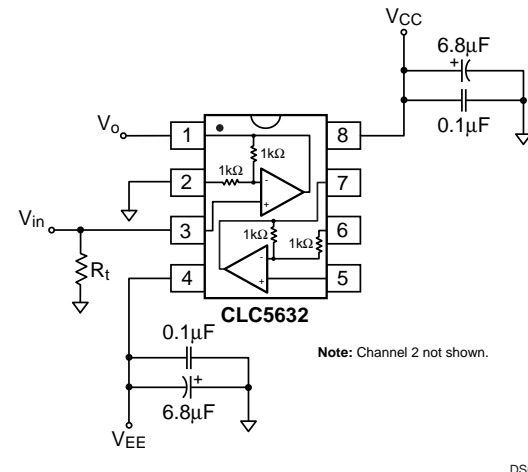 VCC
6.8μF
+
0.1μF
Vo
1
8
1kΩ
1kΩ
2
7
-
+
Vin
3
6
1kΩ
1kΩ
Rt
4
5
-
+
CLC5632
0.1μF
Note: Channel 2 not shown.
+
6.8μF
VEE
DS